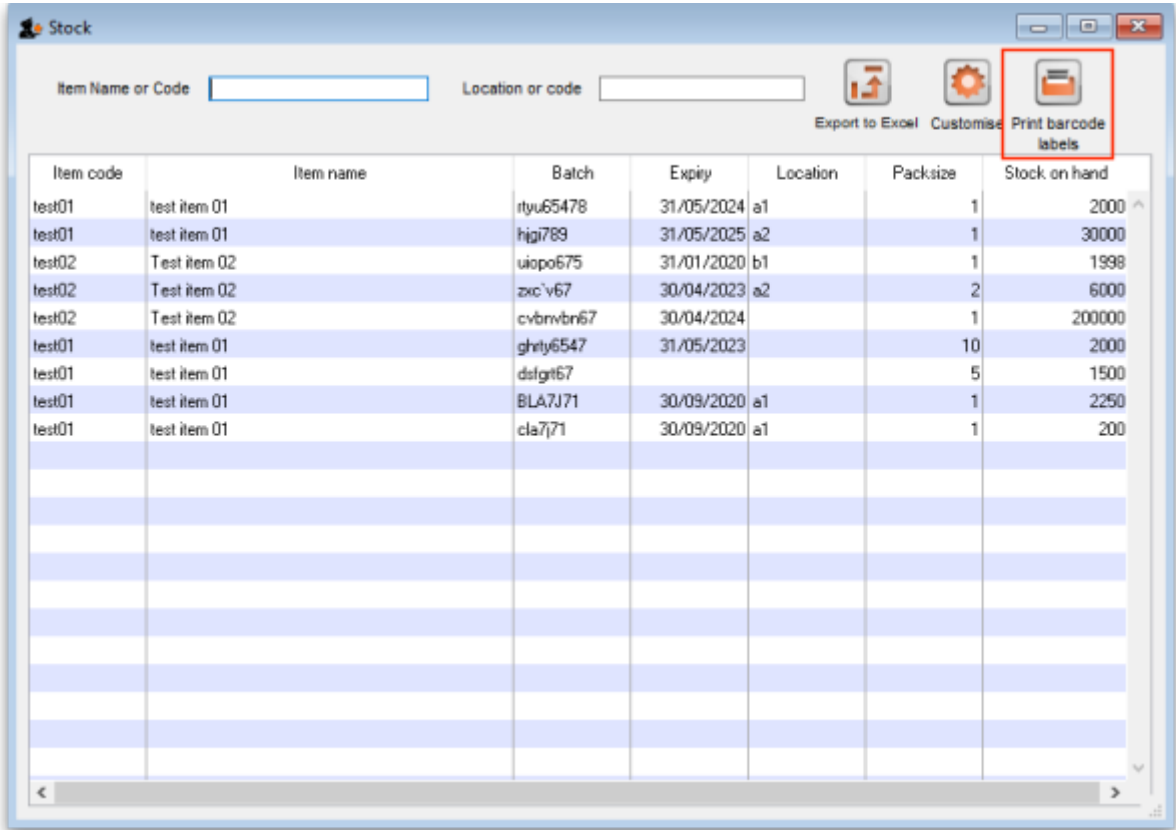 Stock
Item Name or Code Location or code
Export to Excel Customise Print barcode labels
Item code Item name Batch Expiry Location Packsize Stock on hand
test01 test item 01 rtyu65478 31/05/2024 a1 1 2000
test01 test item 01 hjgi789 31/05/2025 a2 1 30000
test02 Test item 02 uiopo675 31/01/2020 b1 1 1998
test02 Test item 02 zxc`v67 30/04/2023 a2 2 6000
test02 Test item 02 cvbnvbn67 30/04/2024 1 200000
test01 test item 01 ghrty6547 31/05/2023 10 2000
test01 test item 01 dsfgrt67 5 1500
test01 test item 01 BLA7J71 30/09/2020 a1 1 2250
test01 test item 01 cla7j71 30/09/2020 a1 1 200